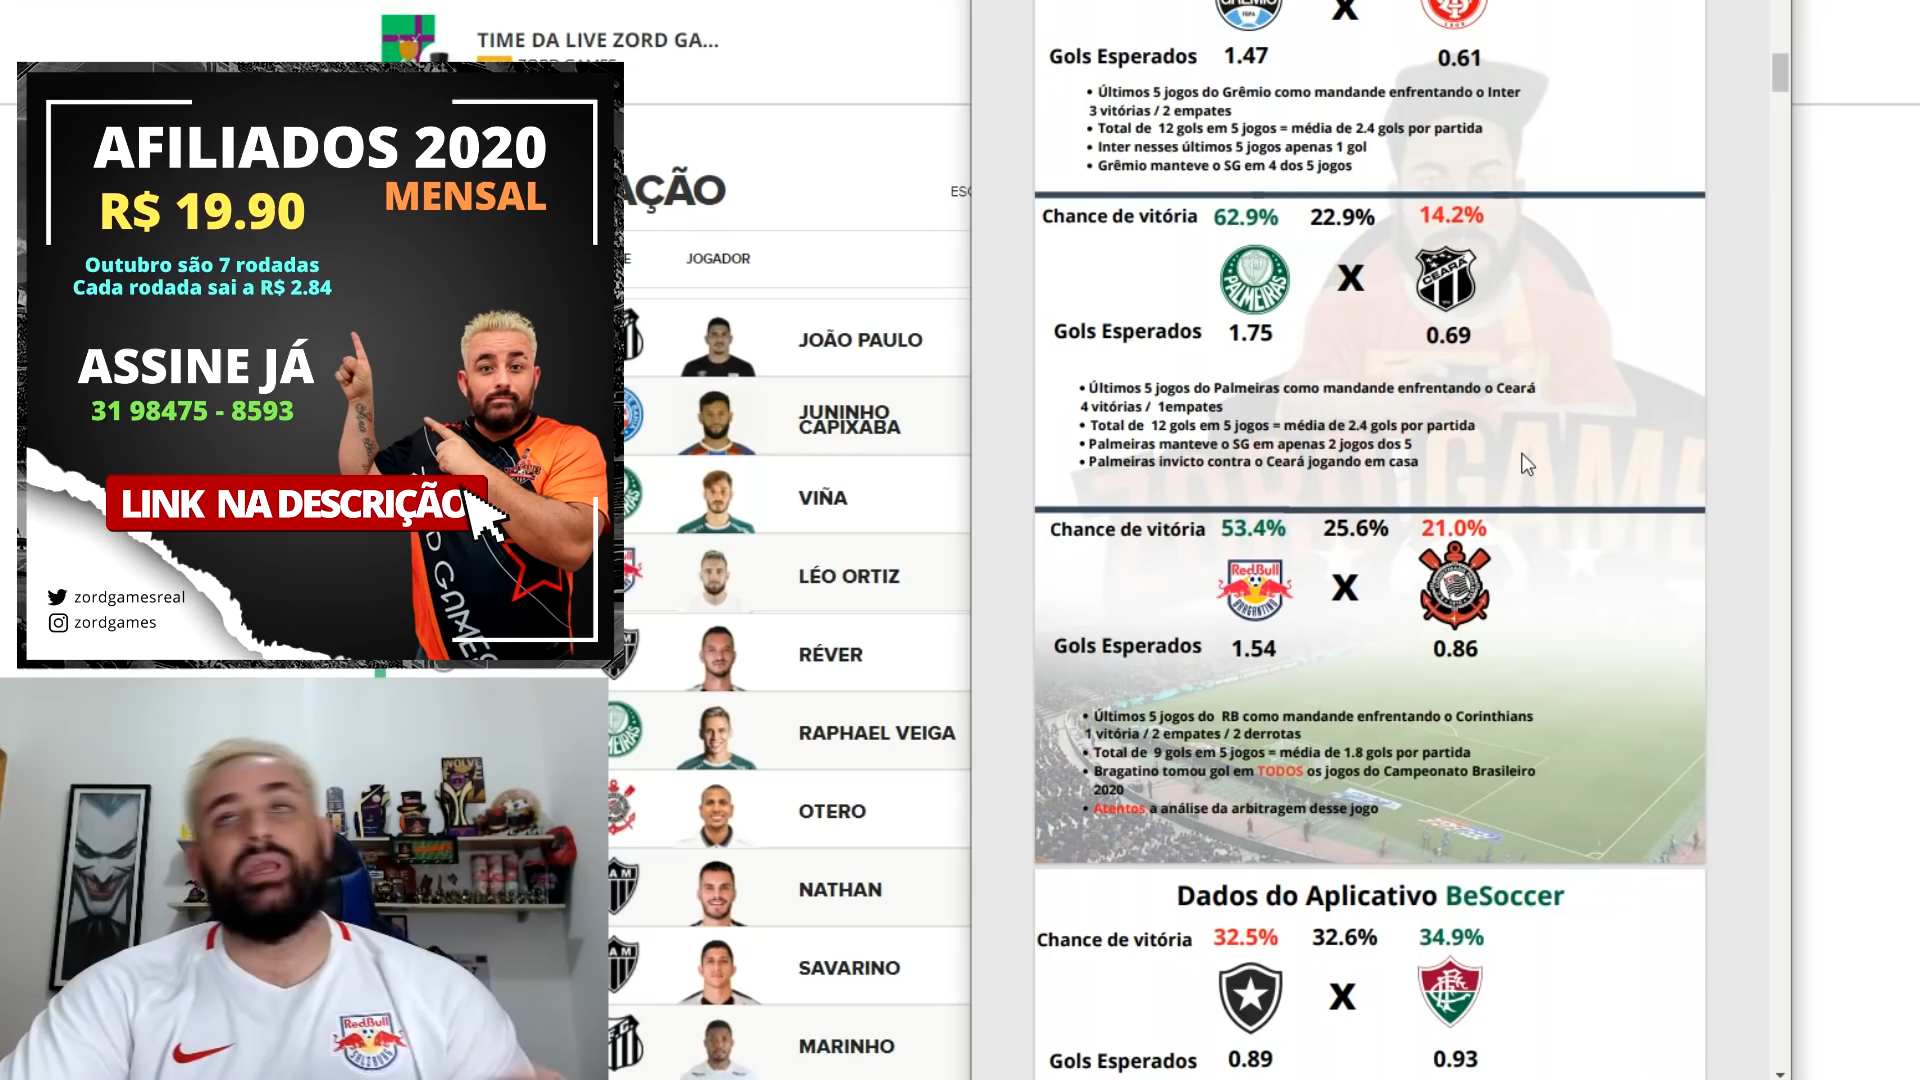 TIME DA LIVE ZORD GA...
AFILIADOS 2020
MENSAL
R$ 19.90
Outubro são 7 rodadas
Cada rodada sai a R$ 2.84
ASSINE JÁ
31 98475 - 8593
LINK NA DESCRIÇÃO
zordgamesreal
zordgames
AÇÃO
ESC
E
JOGADOR
JOÃO PAULO
JUNINHO
CAPIXABA
VIÑA
LÉO ORTIZ
RÉVER
RAPHAEL VEIGA
OTERO
NATHAN
SAVARINO
MARINHO
X
Gols Esperados 1.47 0.61
• Últimos 5 jogos do Grêmio como mandande enfrentando o Inter
3 vitórias / 2 empates
• Total de 12 gols em 5 jogos = média de 2.4 gols por partida
• Inter nesses últimos 5 jogos apenas 1 gol
• Grêmio manteve o SG em 4 dos 5 jogos
Chance de vitória 62.9% 22.9% 14.2%
PALMEIRAS X CEARÁ
Gols Esperados 1.75 0.69
• Últimos 5 jogos do Palmeiras como mandande enfrentando o Ceará
4 vitórias / 1empates
• Total de 12 gols em 5 jogos = média de 2.4 gols por partida
• Palmeiras manteve o SG em apenas 2 jogos dos 5
• Palmeiras invicto contra o Ceará jogando em casa
Chance de vitória 53.4% 25.6% 21.0%
RedBull
BRAGANTINO
X
Gols Esperados 1.54 0.86
• Últimos 5 jogos do RB como mandande enfrentando o Corinthians
1 vitória / 2 empates / 2 derrotas
• Total de 9 gols em 5 jogos = média de 1.8 gols por partida
• Bragatino tomou gol em TODOS os jogos do Campeonato Brasileiro
2020
• Atentos a análise da arbitragem desse jogo
Dados do Aplicativo BeSoccer
Chance de vitória 32.5% 32.6% 34.9%
X
Gols Esperados 0.89 0.93
RedBull
SALZBURG